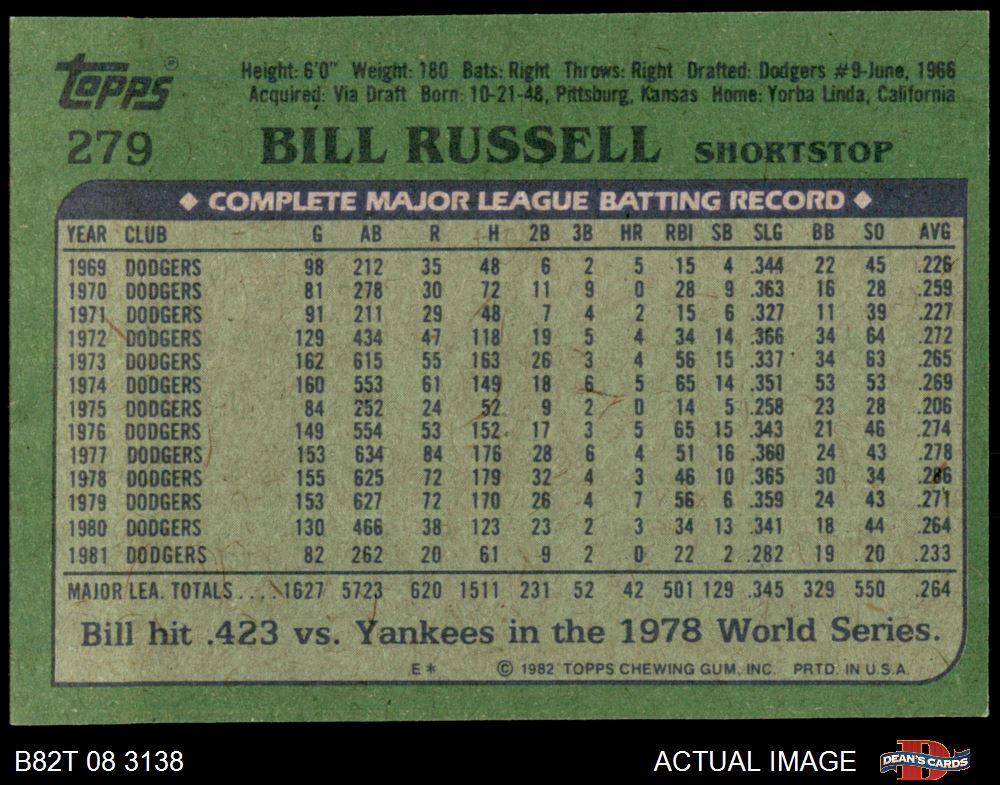 Topps®
Height: 6'0" Weight: 180 Bats: Right Throws: Right Drafted: Dodgers #9-June, 1966
Acquired: Via Draft Born: 10-21-48, Pittsburg, Kansas Home: Yorba Linda, California
279 BILL RUSSELL SHORTSTOP
◆ COMPLETE MAJOR LEAGUE BATTING RECORD ◆
YEAR CLUB G AB R H 2B 3B HR RBI SB SLG BB SO AVG
1969 DODGERS 98 212 35 48 6 2 5 15 4 .344 22 45 .226
1970 DODGERS 81 278 30 72 11 9 0 28 9 .363 16 28 .259
1971 DODGERS 91 211 29 48 7 4 2 15 6 .327 11 39 .227
1972 DODGERS 129 434 47 118 19 5 4 34 14 .366 34 64 .272
1973 DODGERS 162 615 55 163 26 3 4 56 15 .337 34 63 .265
1974 DODGERS 160 553 61 149 18 6 5 65 14 .351 53 53 .269
1975 DODGERS 84 252 24 52 9 2 0 14 5 .258 23 28 .206
1976 DODGERS 149 554 53 152 17 3 5 65 15 .343 21 46 .274
1977 DODGERS 153 634 84 176 28 6 4 51 16 .360 24 43 .278
1978 DODGERS 155 625 72 179 32 4 3 46 10 .365 30 34 .286
1979 DODGERS 153 627 72 170 26 4 7 56 6 .359 24 43 .271
1980 DODGERS 130 466 38 123 23 2 3 34 13 .341 18 44 .264
1981 DODGERS 82 262 20 61 9 2 0 22 2 .282 19 20 .233
MAJOR LEA. TOTALS....1627 5723 620 1511 231 52 42 501 129 .345 329 550 .264
Bill hit .423 vs. Yankees in the 1978 World Series.
E* © 1982 TOPPS CHEWING GUM, INC. PRTD. IN U.S.A.
B82T 08 3138 ACTUAL IMAGE D DEAN'S CARDS